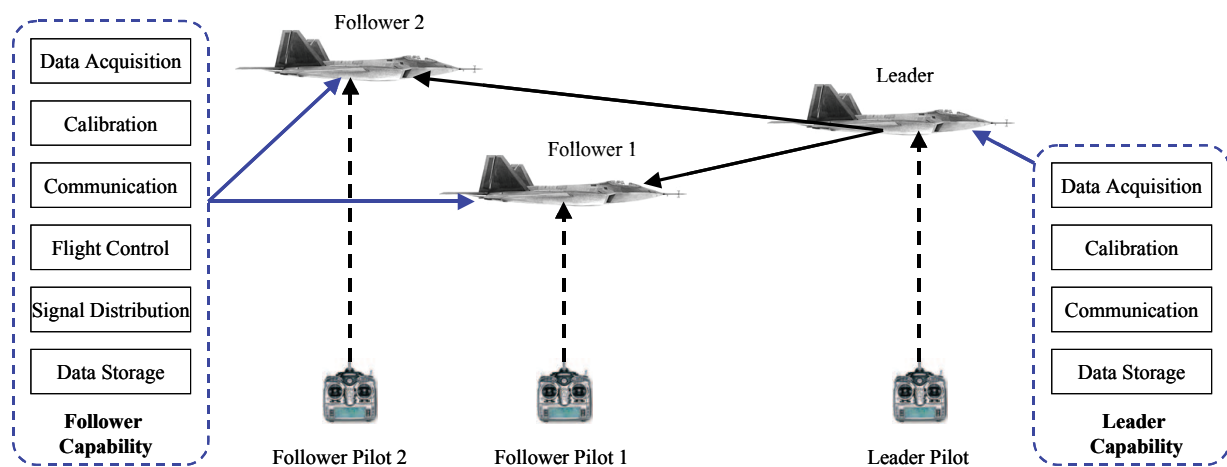 Follower 2
Data Acquisition
Calibration
Communication
Flight Control
Signal Distribution
Data Storage
Follower
Capability
Follower 1
Leader
Data Acquisition
Calibration
Communication
Data Storage
Leader
Capability
Follower Pilot 2
Follower Pilot 1
Leader Pilot